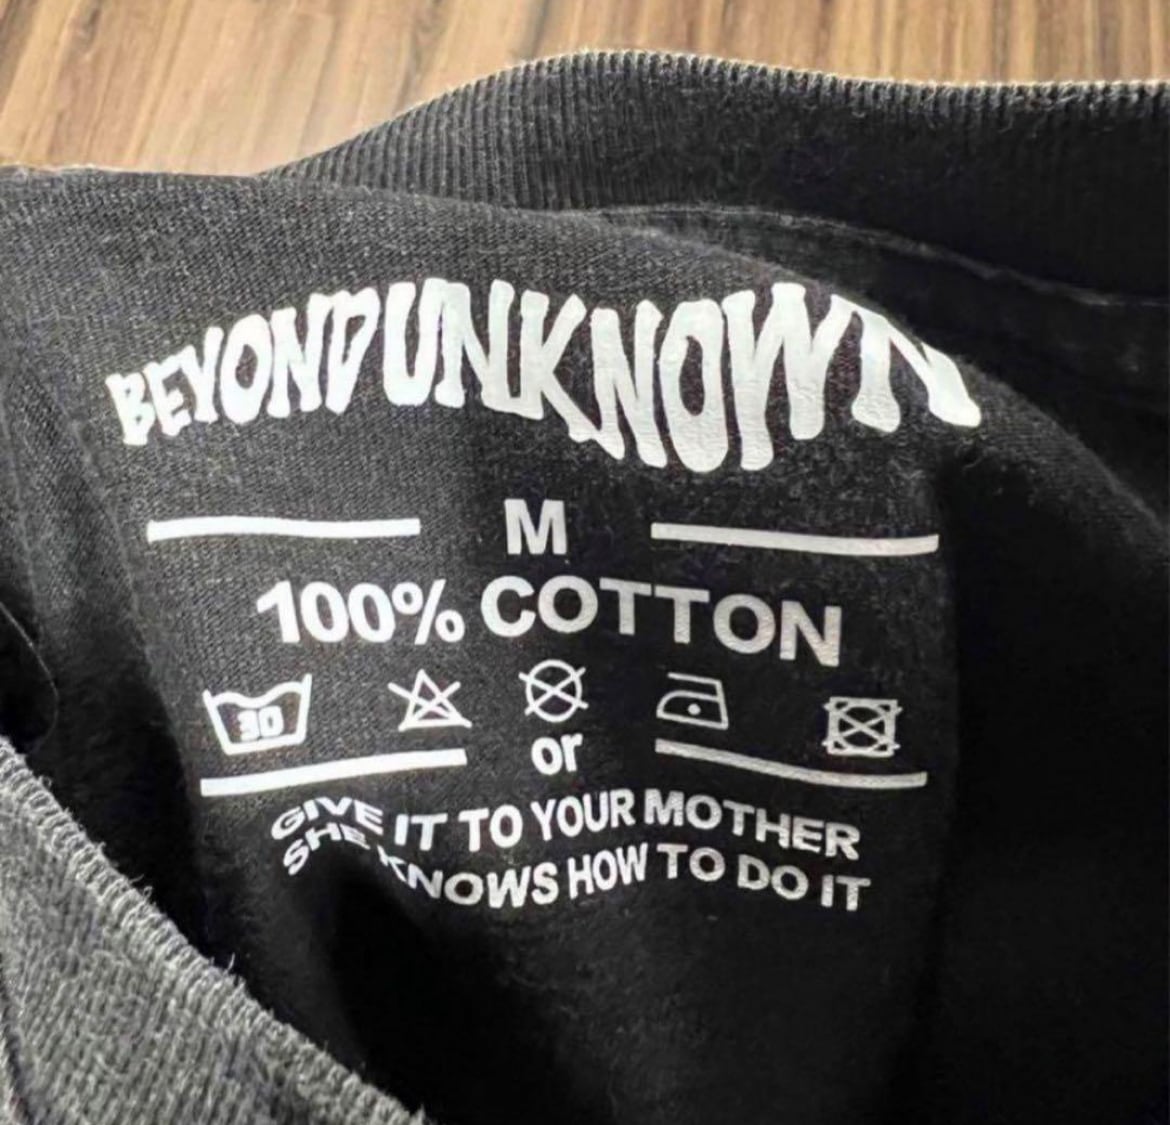 BEYONDUNKNOWN
M
100% COTTON
30
or
GIVE IT TO YOUR MOTHER
SHE KNOWS HOW TO DO IT